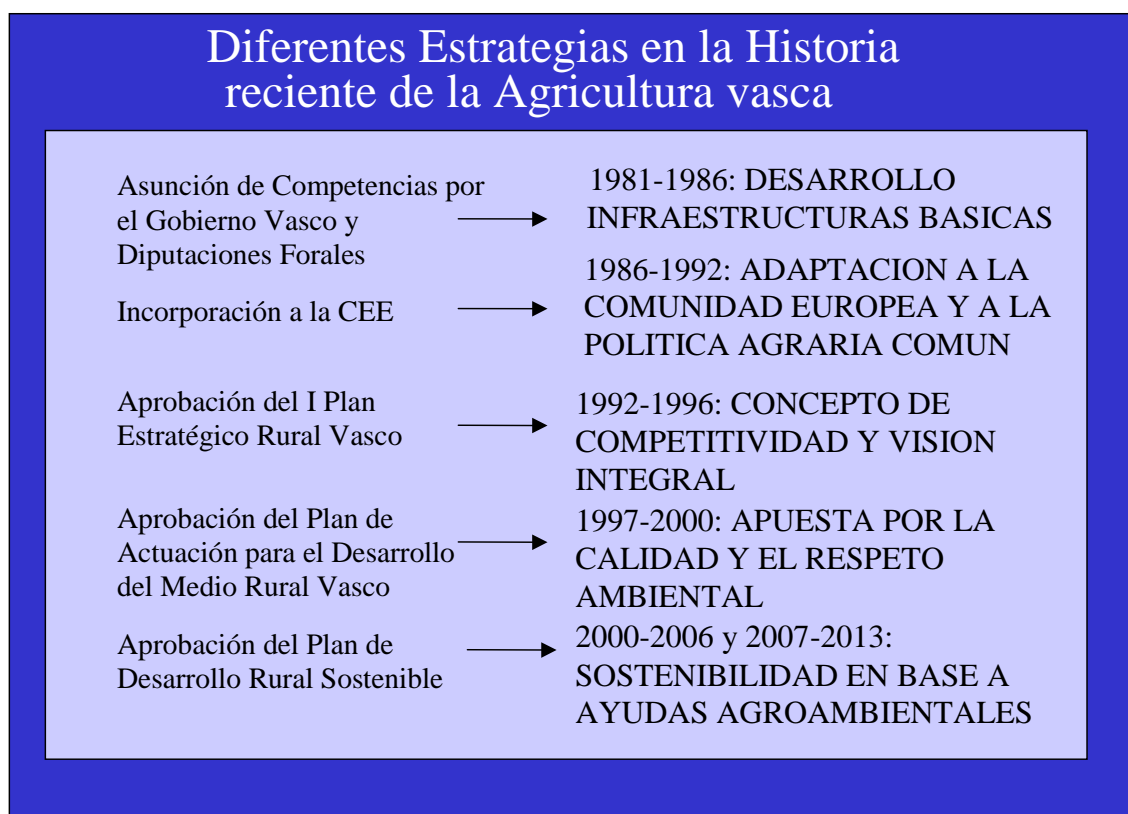 Diferentes Estrategias en la Historia
reciente de la Agricultura vasca
Asunción de Competencias por
el Gobierno Vasco y
Diputaciones Forales
1981-1986: DESARROLLO
INFRAESTRUCTURAS BASICAS
Incorporación a la CEE
1986-1992: ADAPTACION A LA
COMUNIDAD EUROPEA Y A LA
POLITICA AGRARIA COMUN
Aprobación del I Plan
Estratégico Rural Vasco
1992-1996: CONCEPTO DE
COMPETITIVIDAD Y VISION
INTEGRAL
Aprobación del Plan de
Actuación para el Desarrollo
del Medio Rural Vasco
1997-2000: APUESTA POR LA
CALIDAD Y EL RESPETO
AMBIENTAL
Aprobación del Plan de
Desarrollo Rural Sostenible
2000-2006 y 2007-2013:
SOSTENIBILIDAD EN BASE A
AYUDAS AGROAMBIENTALES